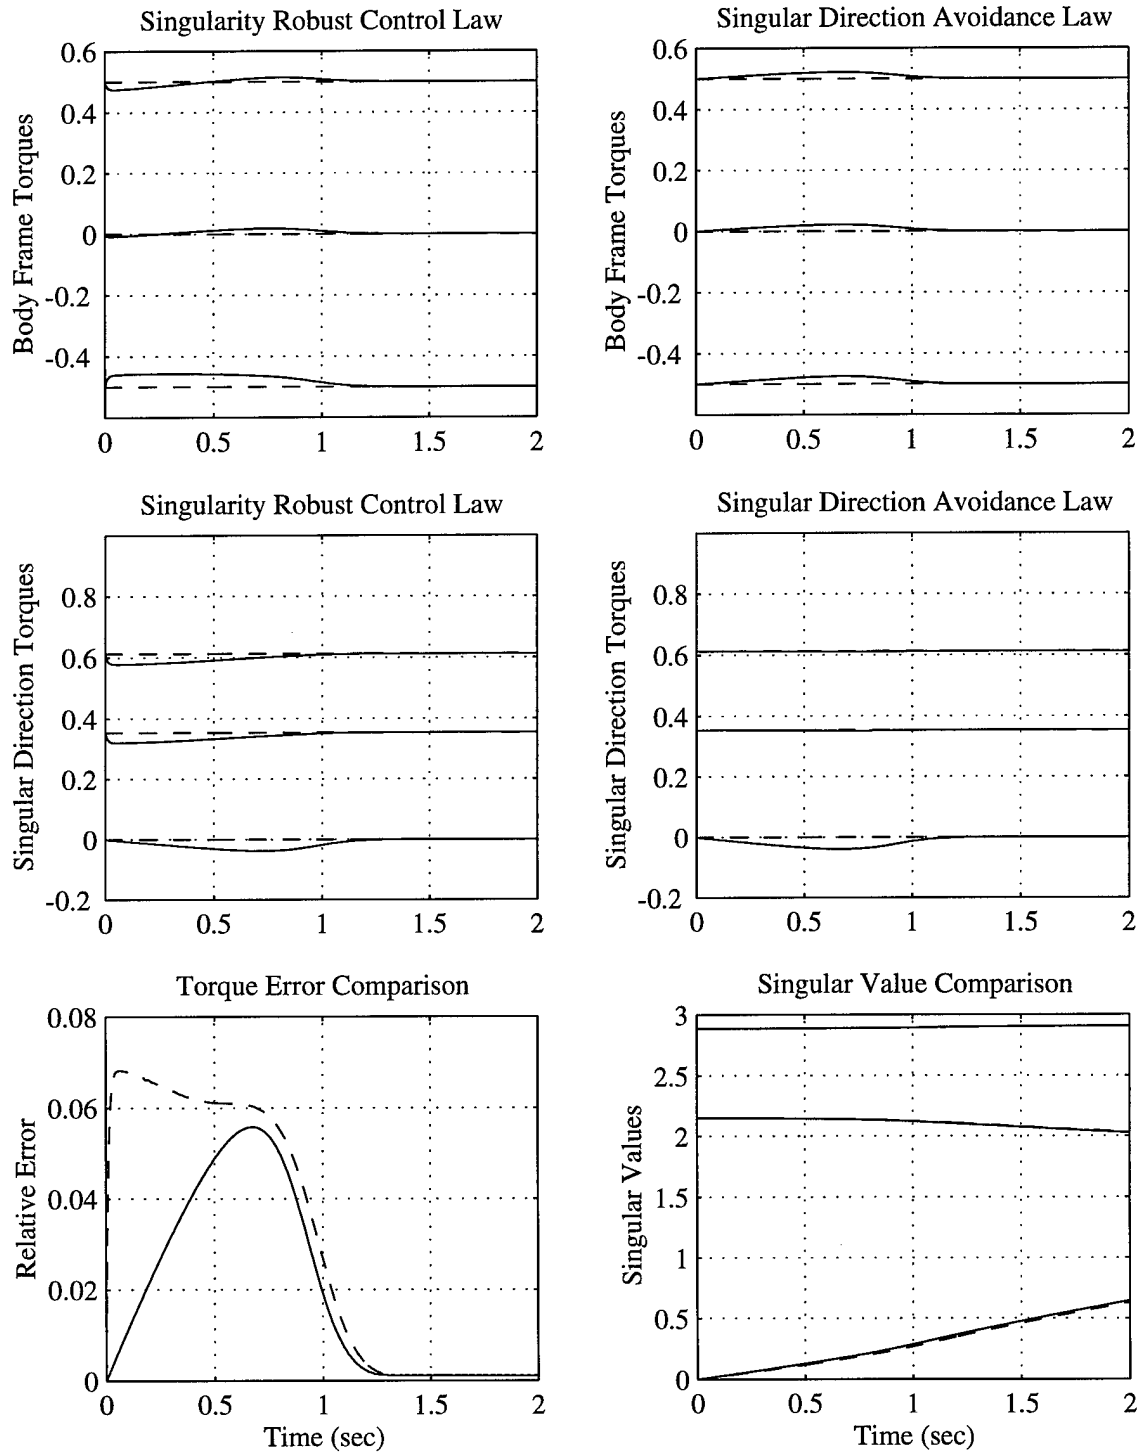 Singularity Robust Control Law
Body Frame Torques
0.6
0.4
0.2
0
-0.2
-0.4
0 0.5 1 1.5 2
Singular Direction Avoidance Law
Body Frame Torques
0.6
0.4
0.2
0
-0.2
-0.4
0 0.5 1 1.5 2
Singularity Robust Control Law
Singular Direction Torques
0.8
0.6
0.4
0.2
0
-0.2
0 0.5 1 1.5 2
Singular Direction Avoidance Law
Singular Direction Torques
0.8
0.6
0.4
0.2
0
-0.2
0 0.5 1 1.5 2
Torque Error Comparison
Relative Error
0.08
0.06
0.04
0.02
0
0 0.5 1 1.5 2
Time (sec)
Singular Value Comparison
Singular Values
3
2.5
2
1.5
1
0.5
0
0 0.5 1 1.5 2
Time (sec)